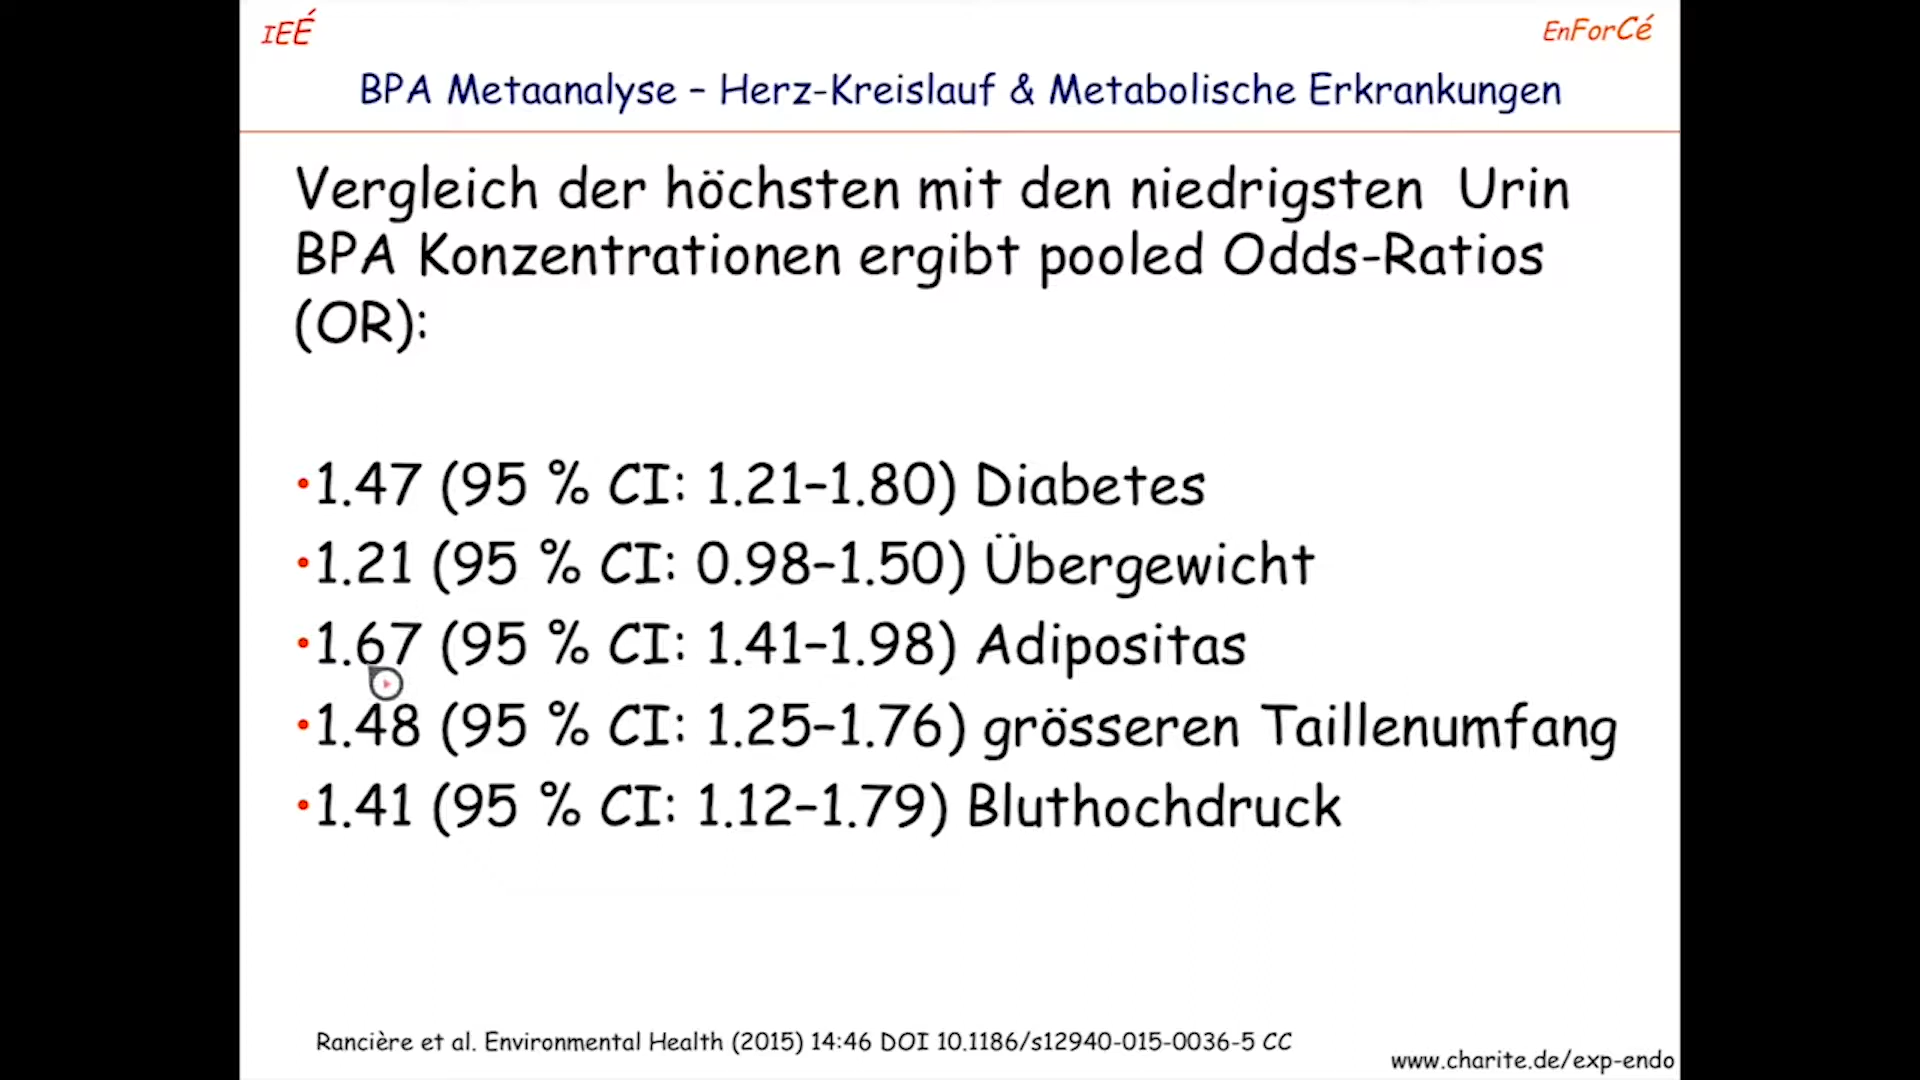 IEÉ
EnForCé
BPA Metaanalyse – Herz-Kreislauf & Metabolische Erkrankungen
Vergleich der höchsten mit den niedrigsten Urin
BPA Konzentrationen ergibt pooled Odds-Ratios
(OR):
•1.47 (95 % CI: 1.21–1.80) Diabetes
•1.21 (95 % CI: 0.98–1.50) Übergewicht
•1.67 (95 % CI: 1.41–1.98) Adipositas
•1.48 (95 % CI: 1.25–1.76) grösseren Taillenumfang
•1.41 (95 % CI: 1.12–1.79) Bluthochdruck
Rancière et al. Environmental Health (2015) 14:46 DOI 10.1186/s12940-015-0036-5 CC
www.charite.de/exp-endo